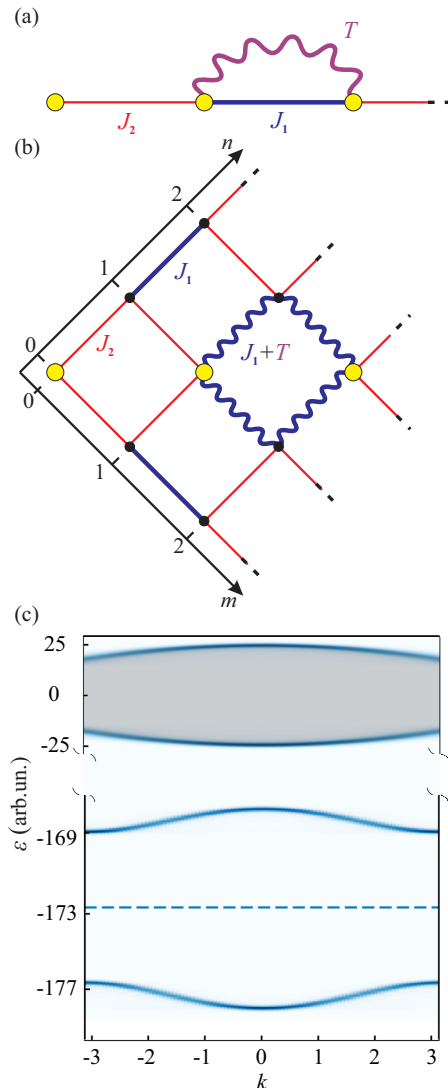 (a)
T
J2
J1
(b)
n
2
1
J1
0
J2
J1+T
0
1
2
m
(c)
25
0
-25
ε (arb.un.)
-169
-173
-177
-3 -2 -1 0 1 2 3
k